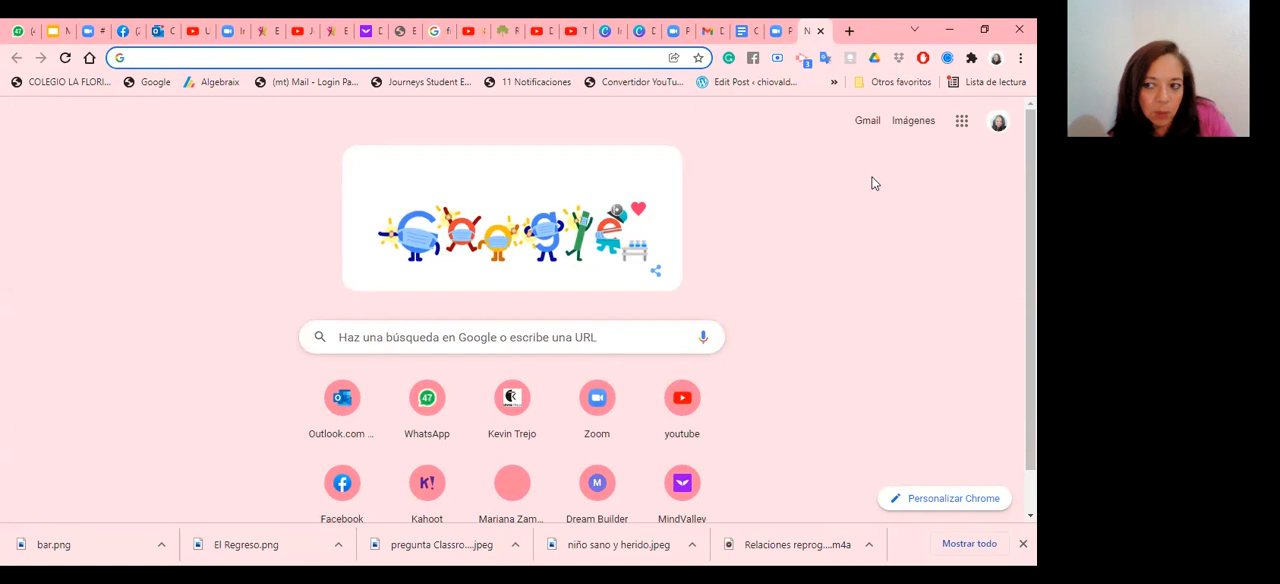 COLEGIO LA FLORI... Google Algebraix (mt) Mail - Login Pa... Journeys Student E... 11 Notificaciones Convertidor YouTu... Edit Post ‹ chiovald... » Otros favoritos Lista de lectura
Gmail Imágenes
Google
Haz una búsqueda en Google o escribe una URL
47
Outlook.com ... WhatsApp Kevin Trejo Zoom youtube
K! M
Facebook Kahoot Mariana Zam... Dream Builder MindValley
Personalizar Chrome
bar.png El Regreso.png pregunta Classro....jpeg niño sano y herido.jpeg Relaciones reprog....m4a Mostrar todo